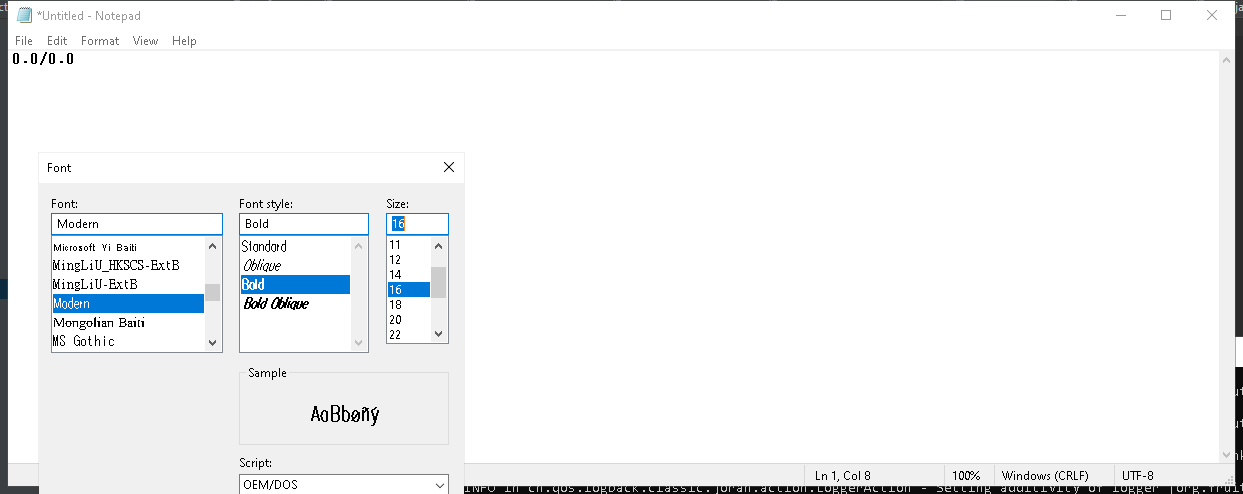 *Untitled - Notepad
File Edit Format View Help
0.0/0.0
Font
Font: Font style: Size:
Modern Bold 16
Microsoft Yi Baiti
MingLiU_HKSCS-ExtB
MingLiU-ExtB
Modern
Mongolian Baiti
MS Gothic
Standard
Oblique
Bold
Bold Oblique
11
12
14
16
18
20
22
Sample
AaBbøñý
Script:
OEM/DOS
Ln 1, Col 8 100% Windows (CRLF) UTF-8
INFO in ch.qos.logback.classic.joran.action.LoggerAction - Setting additivity of logger [org.fruit